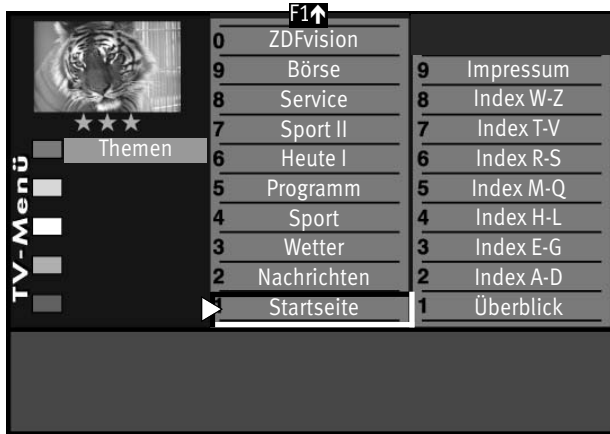 F1↑
0 ZDFvision
9 Börse
8 Service
7 Sport II
6 Heute I
5 Programm
4 Sport
3 Wetter
2 Nachrichten
1 Startseite
9 Impressum
8 Index W-Z
7 Index T-V
6 Index R-S
5 Index M-Q
4 Index H-L
3 Index E-G
2 Index A-D
1 Überblick
Themen
TV-Menü